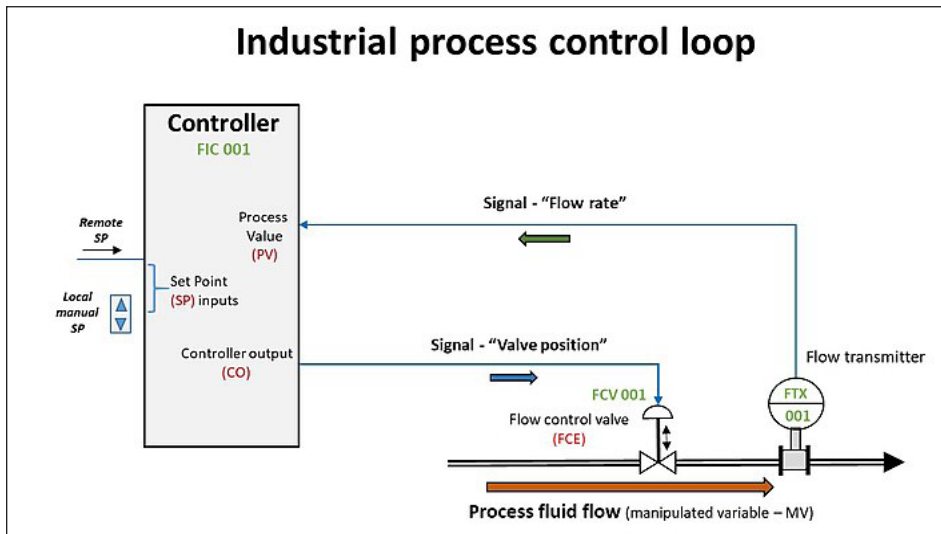 Industrial process control loop
Controller
FIC 001
Signal - “Flow rate”
Remote
SP
Process
Value
(PV)
Set Point
(SP) inputs
Local
manual
SP
Controller output
(CO)
Signal - “Valve position”
Flow transmitter
FCV 001
FTX
001
Flow control valve
(FCE)
Process fluid flow (manipulated variable – MV)